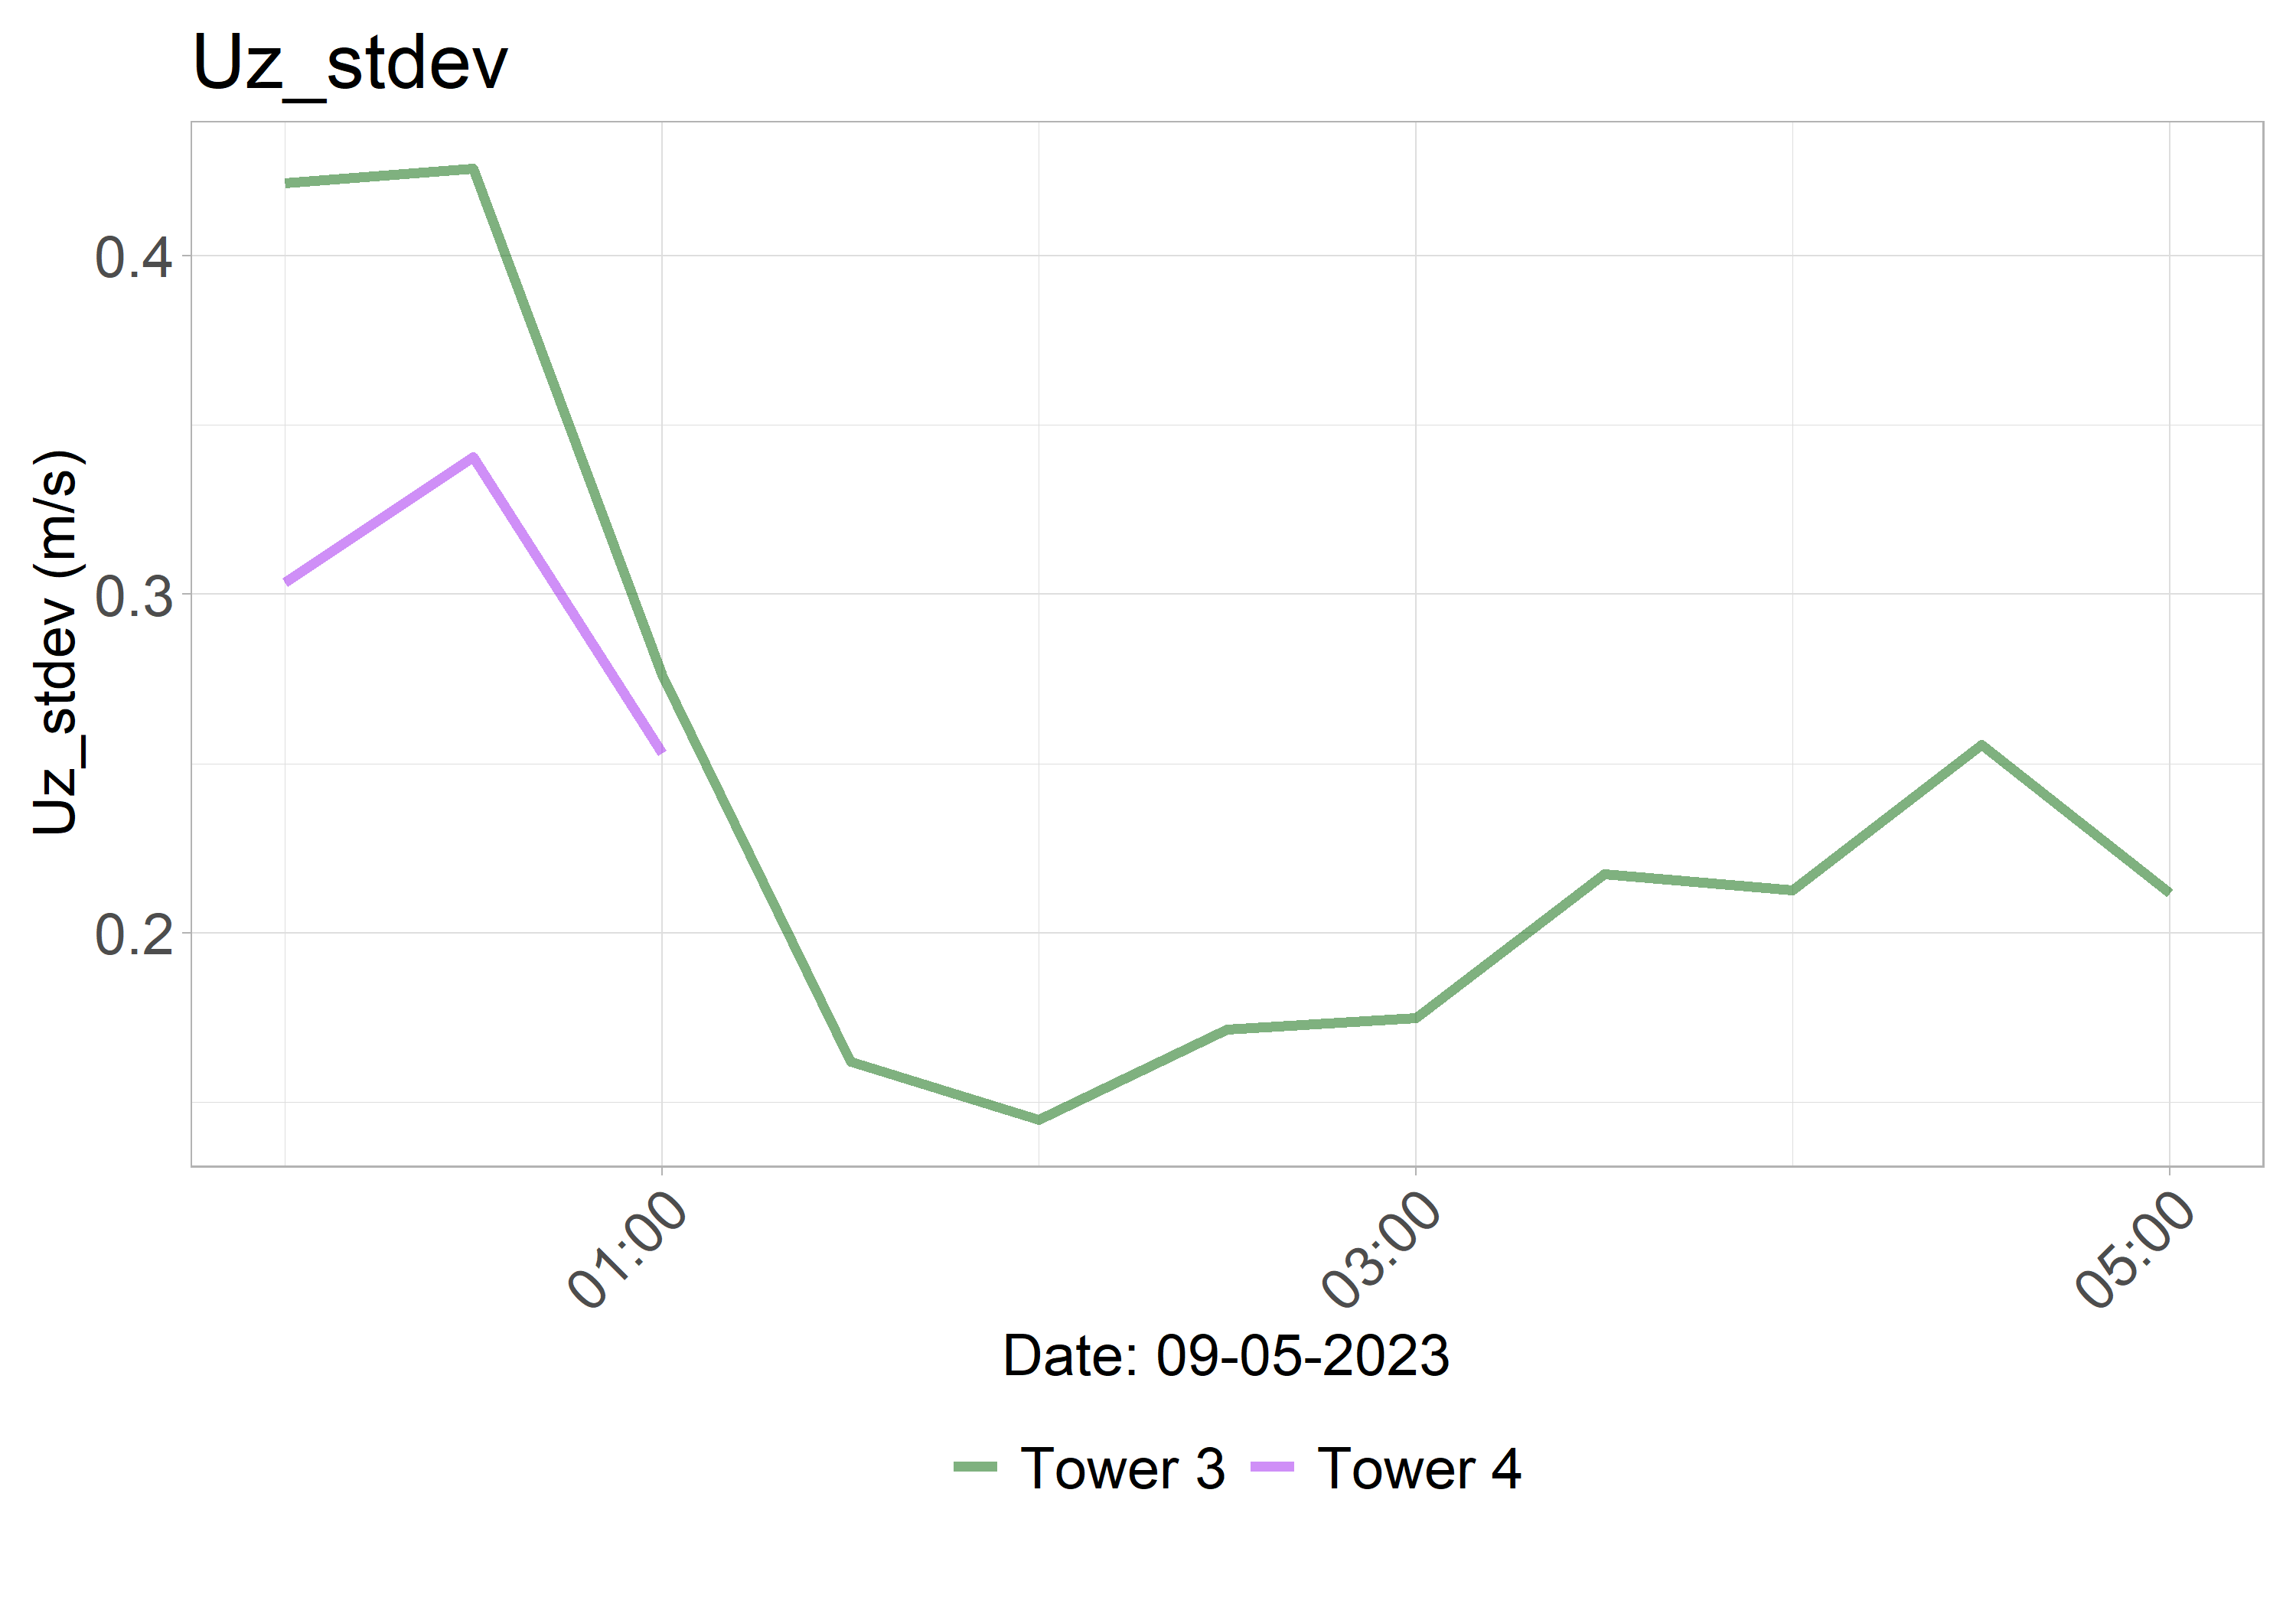 Uz_stdev
Uz_stdev (m/s)
0.4
0.3
0.2
01:00
03:00
05:00
Date: 09-05-2023
Tower 3
Tower 4